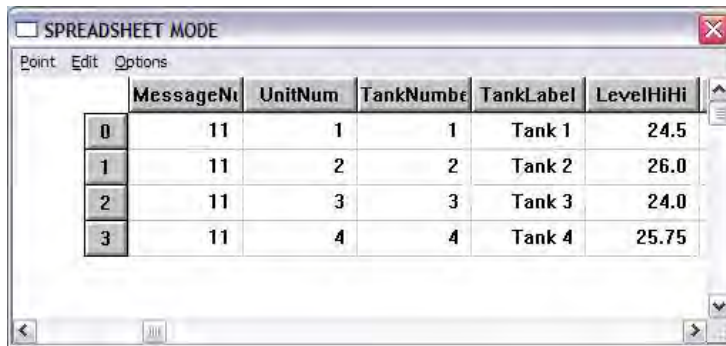 SPREADSHEET MODE
Point Edit Options
MessageNu UnitNum TankNumbe TankLabel LevelHiHi
0 11 1 1 Tank 1 24.5
1 11 2 2 Tank 2 26.0
2 11 3 3 Tank 3 24.0
3 11 4 4 Tank 4 25.75